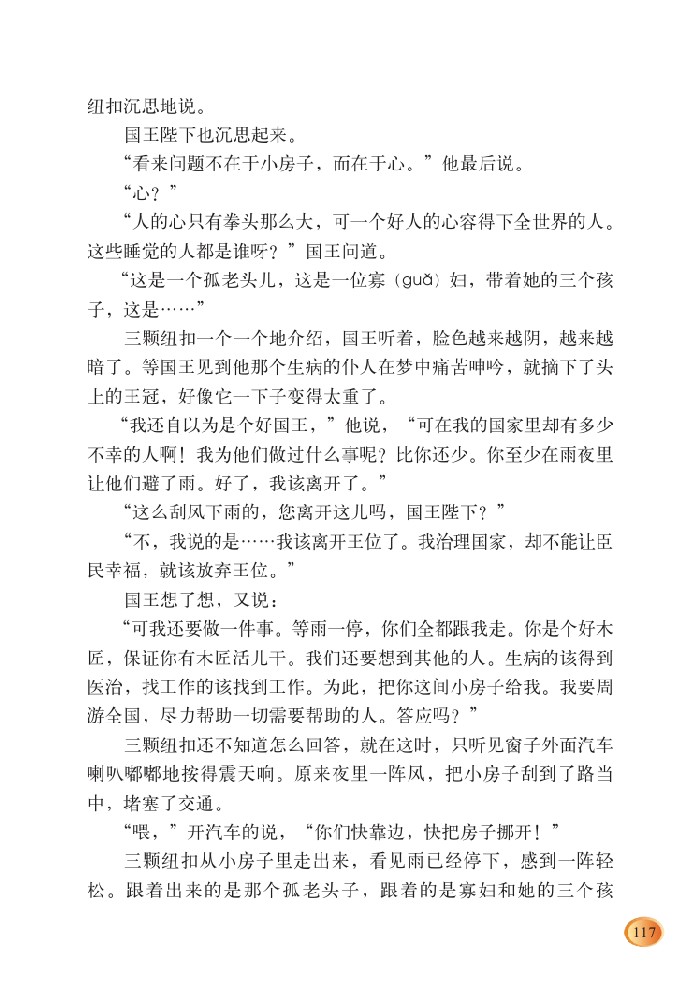 纽扣沉思地说。
国王陛下也沉思起来。
“看来问题不在于小房子，而在于心。”他最后说。
“心？”
“人的心只有拳头那么大，可一个好人的心容得下全世界的人。
这些睡觉的人都是谁呀？”国王问道。
“这是一个孤老头儿，这是一位寡（guǎ）妇，带着她的三个孩
子，这是……”
三颗纽扣一个一个地介绍，国王听着，脸色越来越阴，越来越
暗了。等国王见到他那个生病的仆人在梦中痛苦呻吟，就摘下了头
上的王冠，好像它一下子变得太重了。
“我还自以为是个好国王，”他说，“可在我的国家里却有多少
不幸的人啊！我为他们做过什么事呢？比你还少。你至少在雨夜里
让他们避了雨。好了，我该离开了。”
“这么刮风下雨的，您离开这儿吗，国王陛下？”
“不，我说的是……我该离开王位了。我治理国家，却不能让臣
民幸福，就该放弃王位。”
国王想了想，又说：
“可我还要做一件事。等雨一停，你们全都跟我走。你是个好木
匠，保证你有木匠活儿干。我们还要想到其他的人。生病的该得到
医治，找工作的该找到工作。为此，把你这间小房子给我。我要周
游全国，尽力帮助一切需要帮助的人。答应吗？”
三颗纽扣还不知道怎么回答，就在这时，只听见窗子外面汽车
喇叭嘟嘟地按得震天响。原来夜里一阵风，把小房子刮到了路当
中，堵塞了交通。
“喂，”开汽车的说，“你们快靠边，快把房子挪开！”
三颗纽扣从小房子里走出来，看见雨已经停下，感到一阵轻
松。跟着出来的是那个孤老头子，跟着的是寡妇和她的三个孩
117